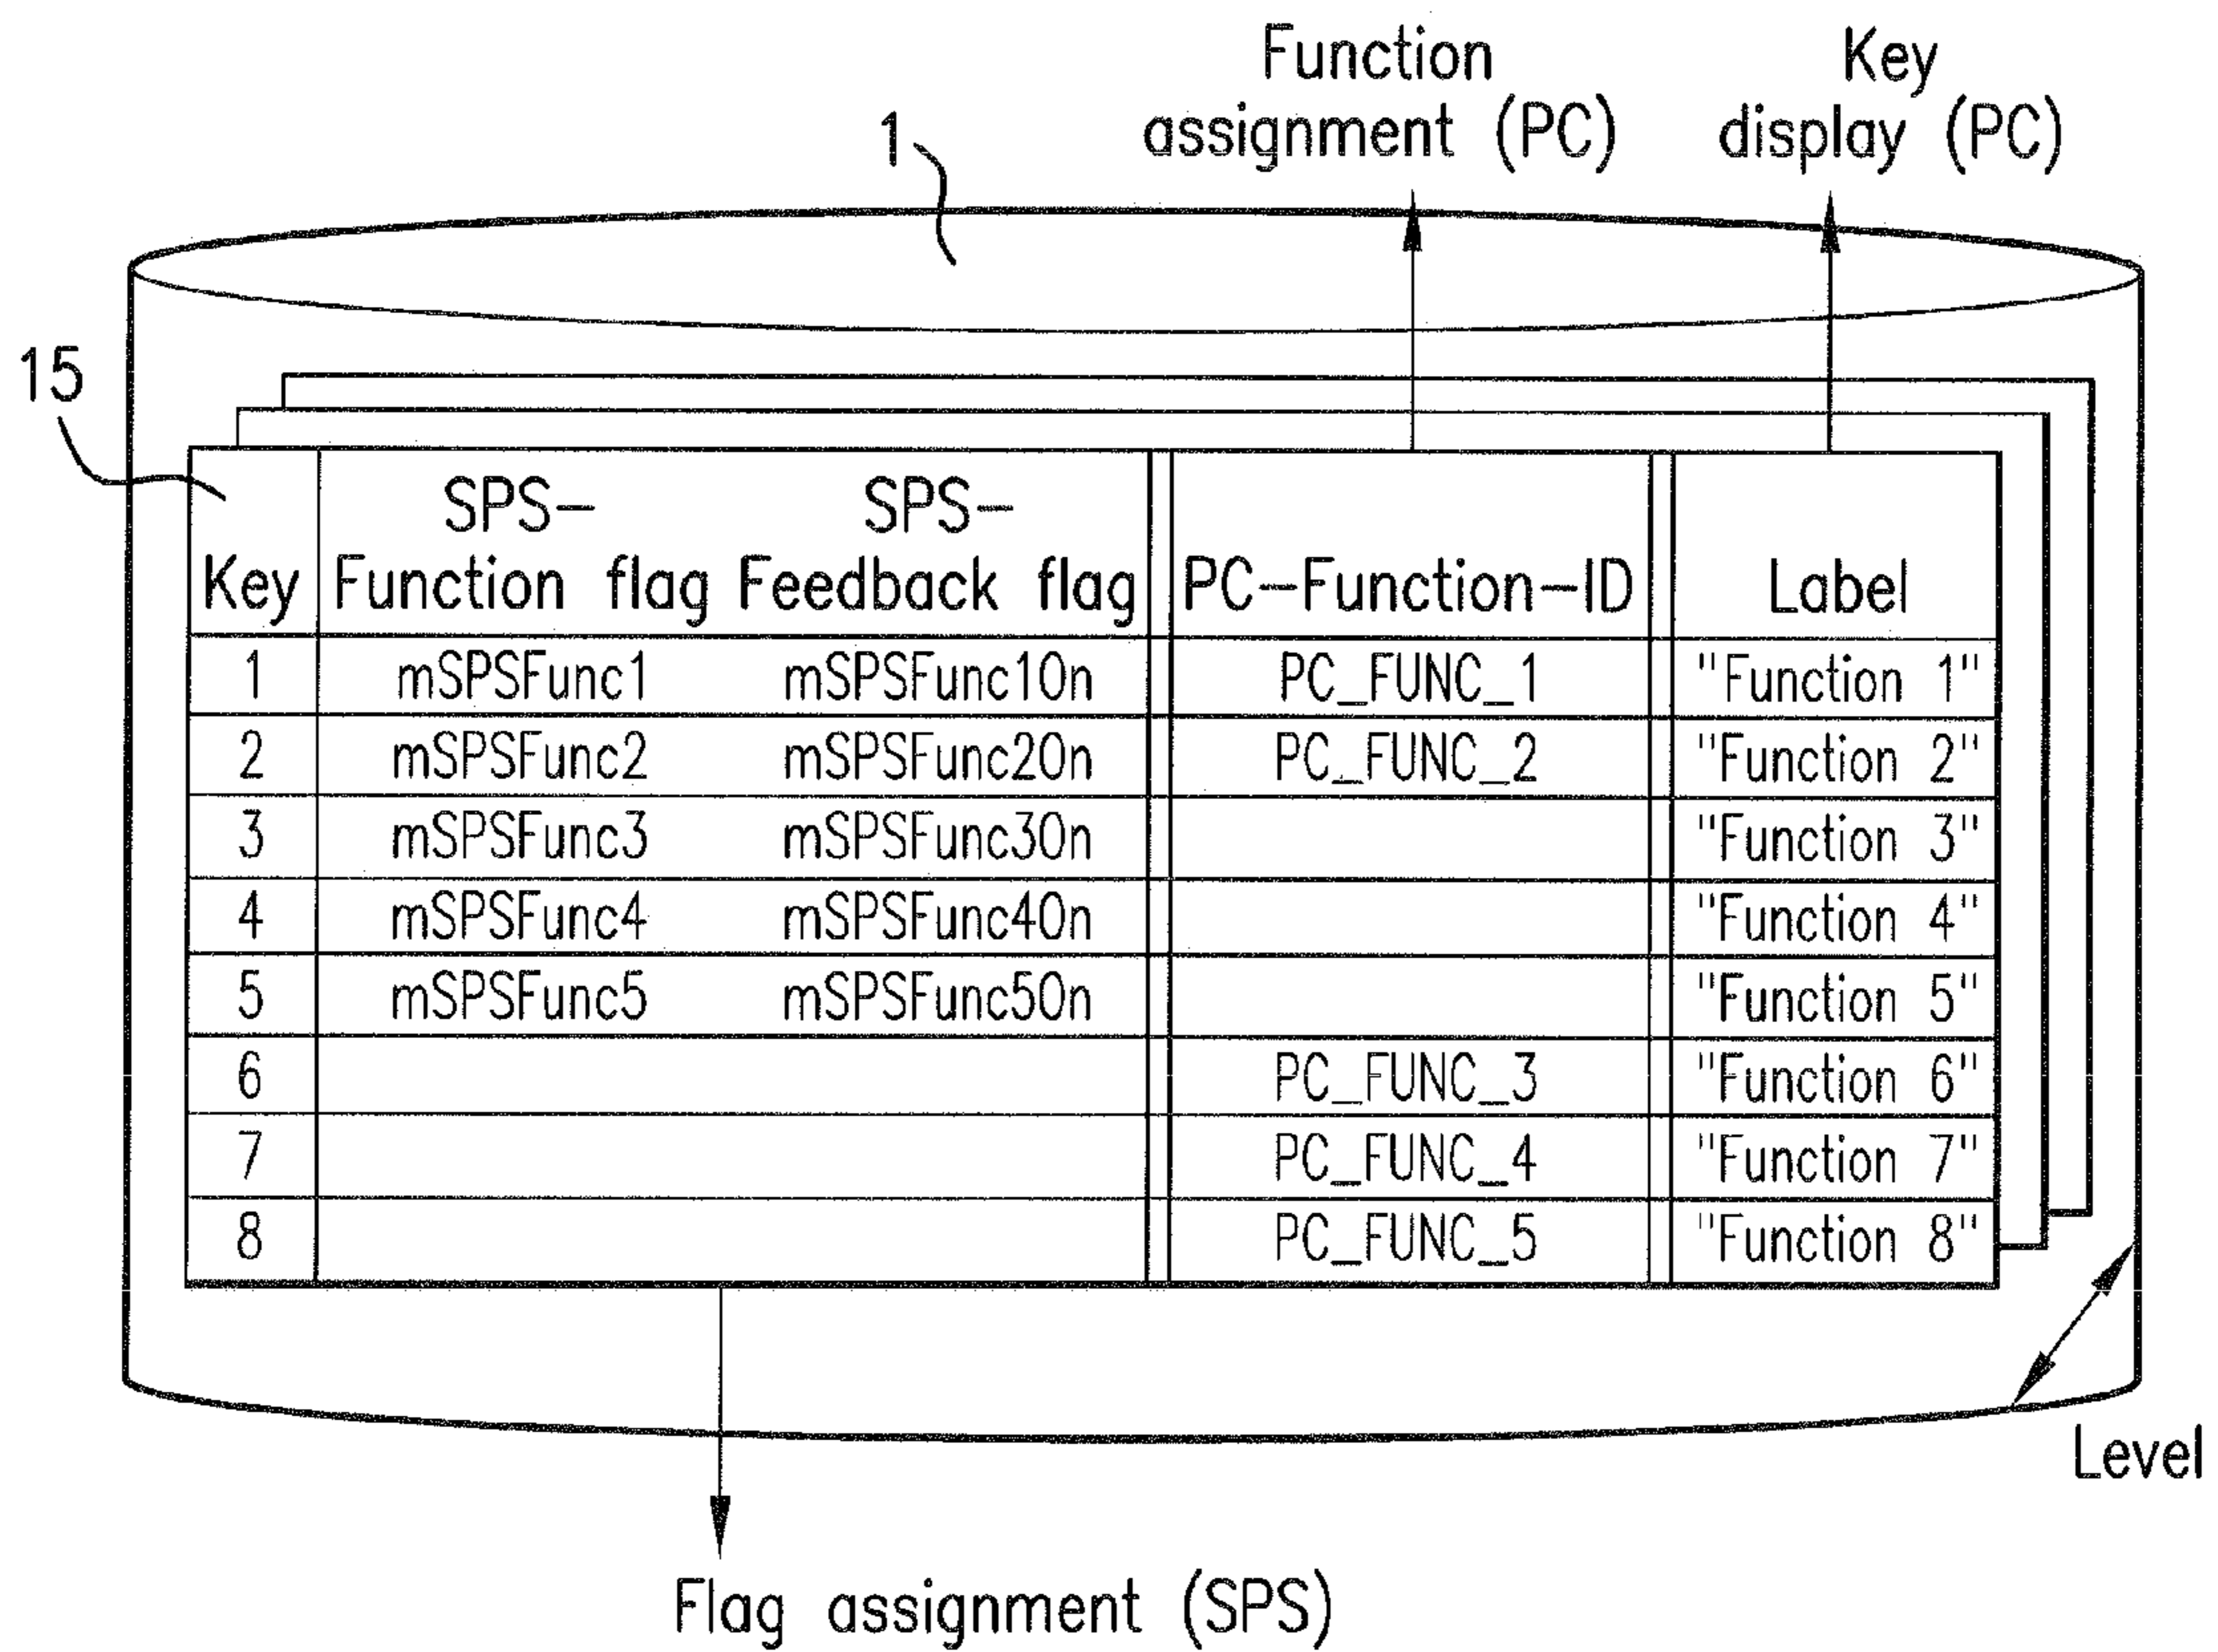 Function
assignment (PC)
Key
display (PC)
1
15
Key
SPS-
Function flag
SPS-
Feedback flag
PC-Function-ID
Label
1 mSPSFunc1 mSPSFunc1On PC_FUNC_1 "Function 1"
2 mSPSFunc2 mSPSFunc2On PC_FUNC_2 "Function 2"
3 mSPSFunc3 mSPSFunc3On "Function 3"
4 mSPSFunc4 mSPSFunc4On "Function 4"
5 mSPSFunc5 mSPSFunc5On "Function 5"
6 PC_FUNC_3 "Function 6"
7 PC_FUNC_4 "Function 7"
8 PC_FUNC_5 "Function 8"
Level
Flag assignment (SPS)